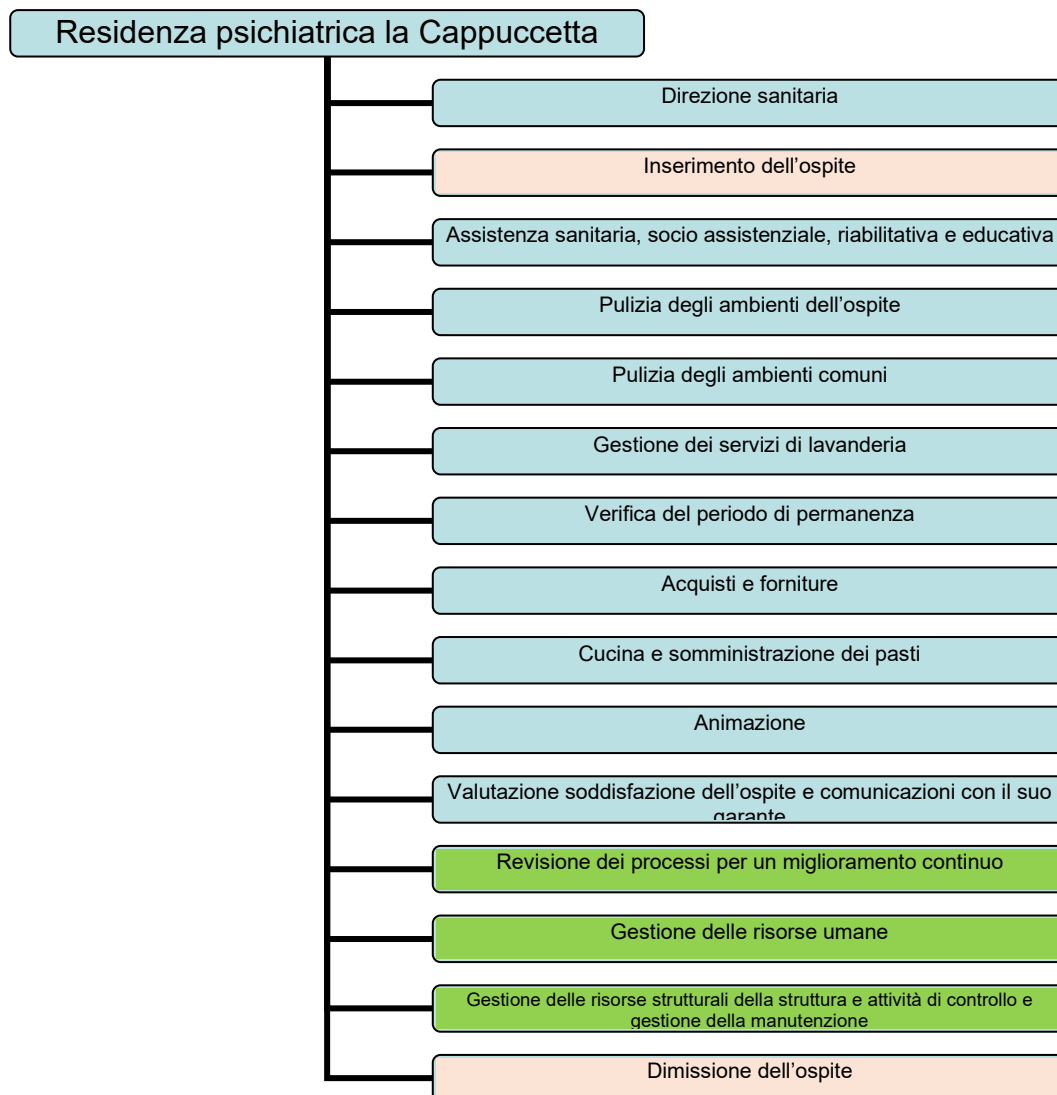 Residenza psichiatrica la Cappuccetta
Direzione sanitaria
Inserimento dell’ospite
Assistenza sanitaria, socio assistenziale, riabilitativa e educativa
Pulizia degli ambienti dell’ospite
Pulizia degli ambienti comuni
Gestione dei servizi di lavanderia
Verifica del periodo di permanenza
Acquisti e forniture
Cucina e somministrazione dei pasti
Animazione
Valutazione soddisfazione dell’ospite e comunicazioni con il suo
garante
Revisione dei processi per un miglioramento continuo
Gestione delle risorse umane
Gestione delle risorse strutturali della struttura e attività di controllo e
gestione della manutenzione
Dimissione dell’ospite